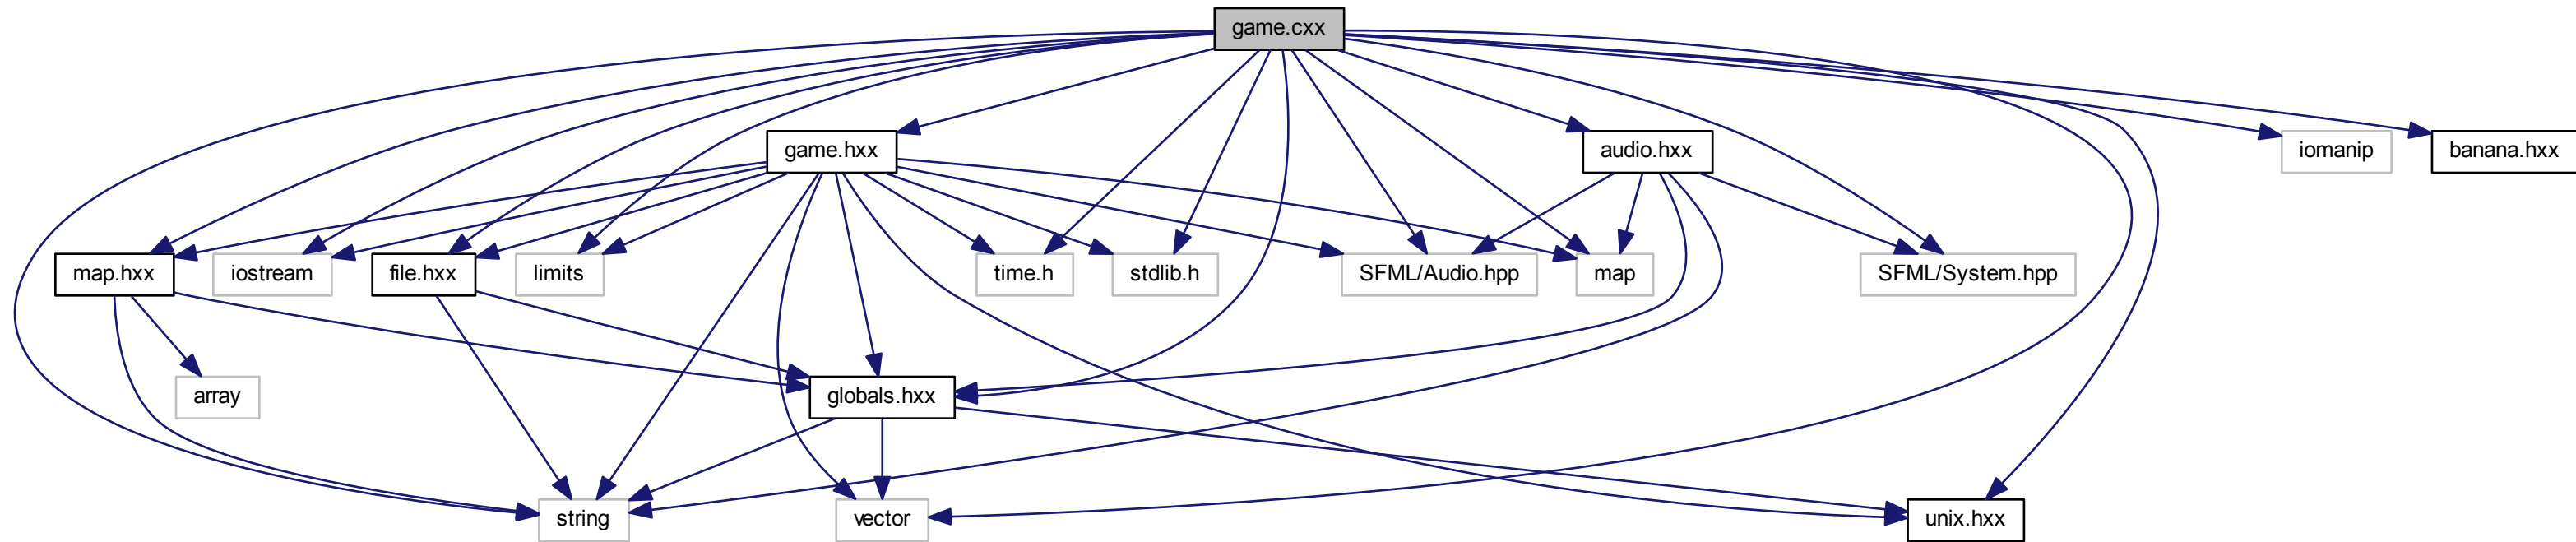 game.cxx
game.hxx
audio.hxx
iomanip
banana.hxx
map.hxx
iostream
file.hxx
limits
time.h
stdlib.h
SFML/Audio.hpp
map
SFML/System.hpp
array
globals.hxx
string
vector
unix.hxx